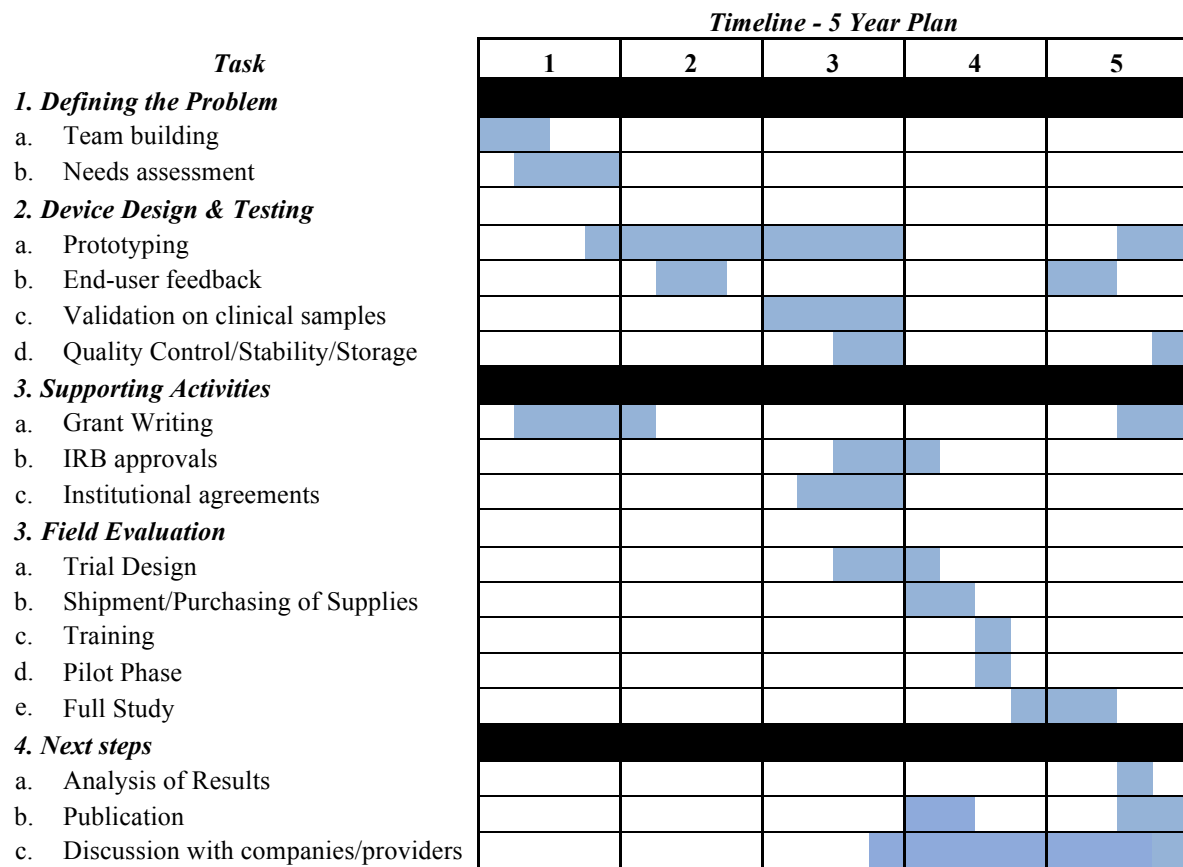 Timeline - 5 Year Plan
Task 1 2 3 4 5
1. Defining the Problem
a. Team building
b. Needs assessment
2. Device Design & Testing
a. Prototyping
b. End-user feedback
c. Validation on clinical samples
d. Quality Control/Stability/Storage
3. Supporting Activities
a. Grant Writing
b. IRB approvals
c. Institutional agreements
3. Field Evaluation
a. Trial Design
b. Shipment/Purchasing of Supplies
c. Training
d. Pilot Phase
e. Full Study
4. Next steps
a. Analysis of Results
b. Publication
c. Discussion with companies/providers